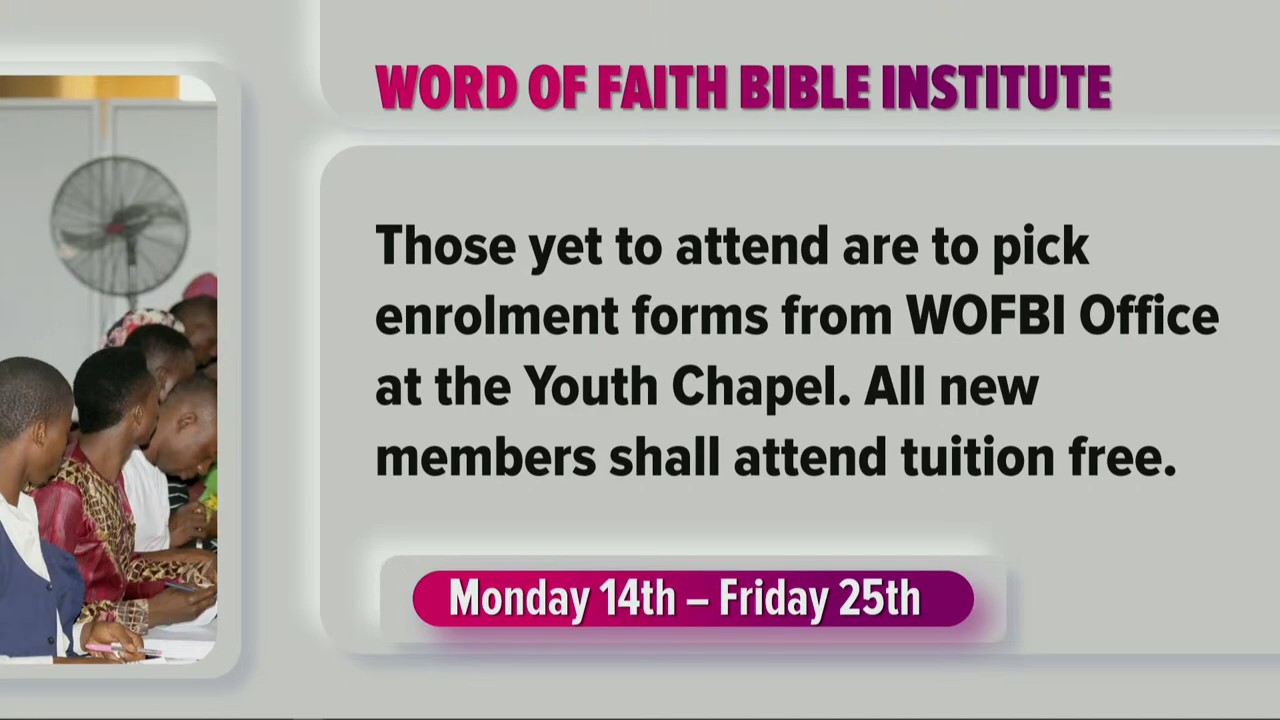 WORD OF FAITH BIBLE INSTITUTE
Those yet to attend are to pick
enrolment forms from WOFBI Office
at the Youth Chapel. All new
members shall attend tuition free.
Monday 14th – Friday 25th